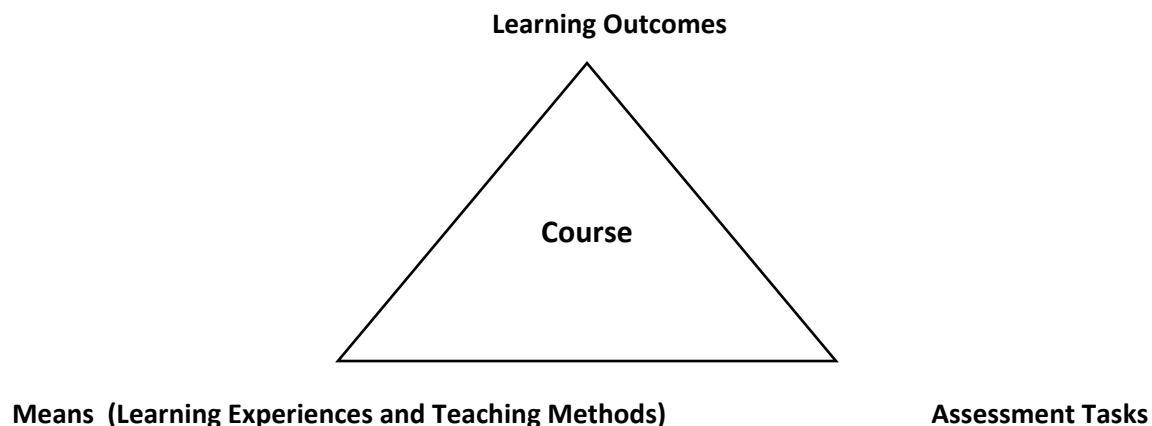 Learning Outcomes
Course
Means (Learning Experiences and Teaching Methods) Assessment Tasks